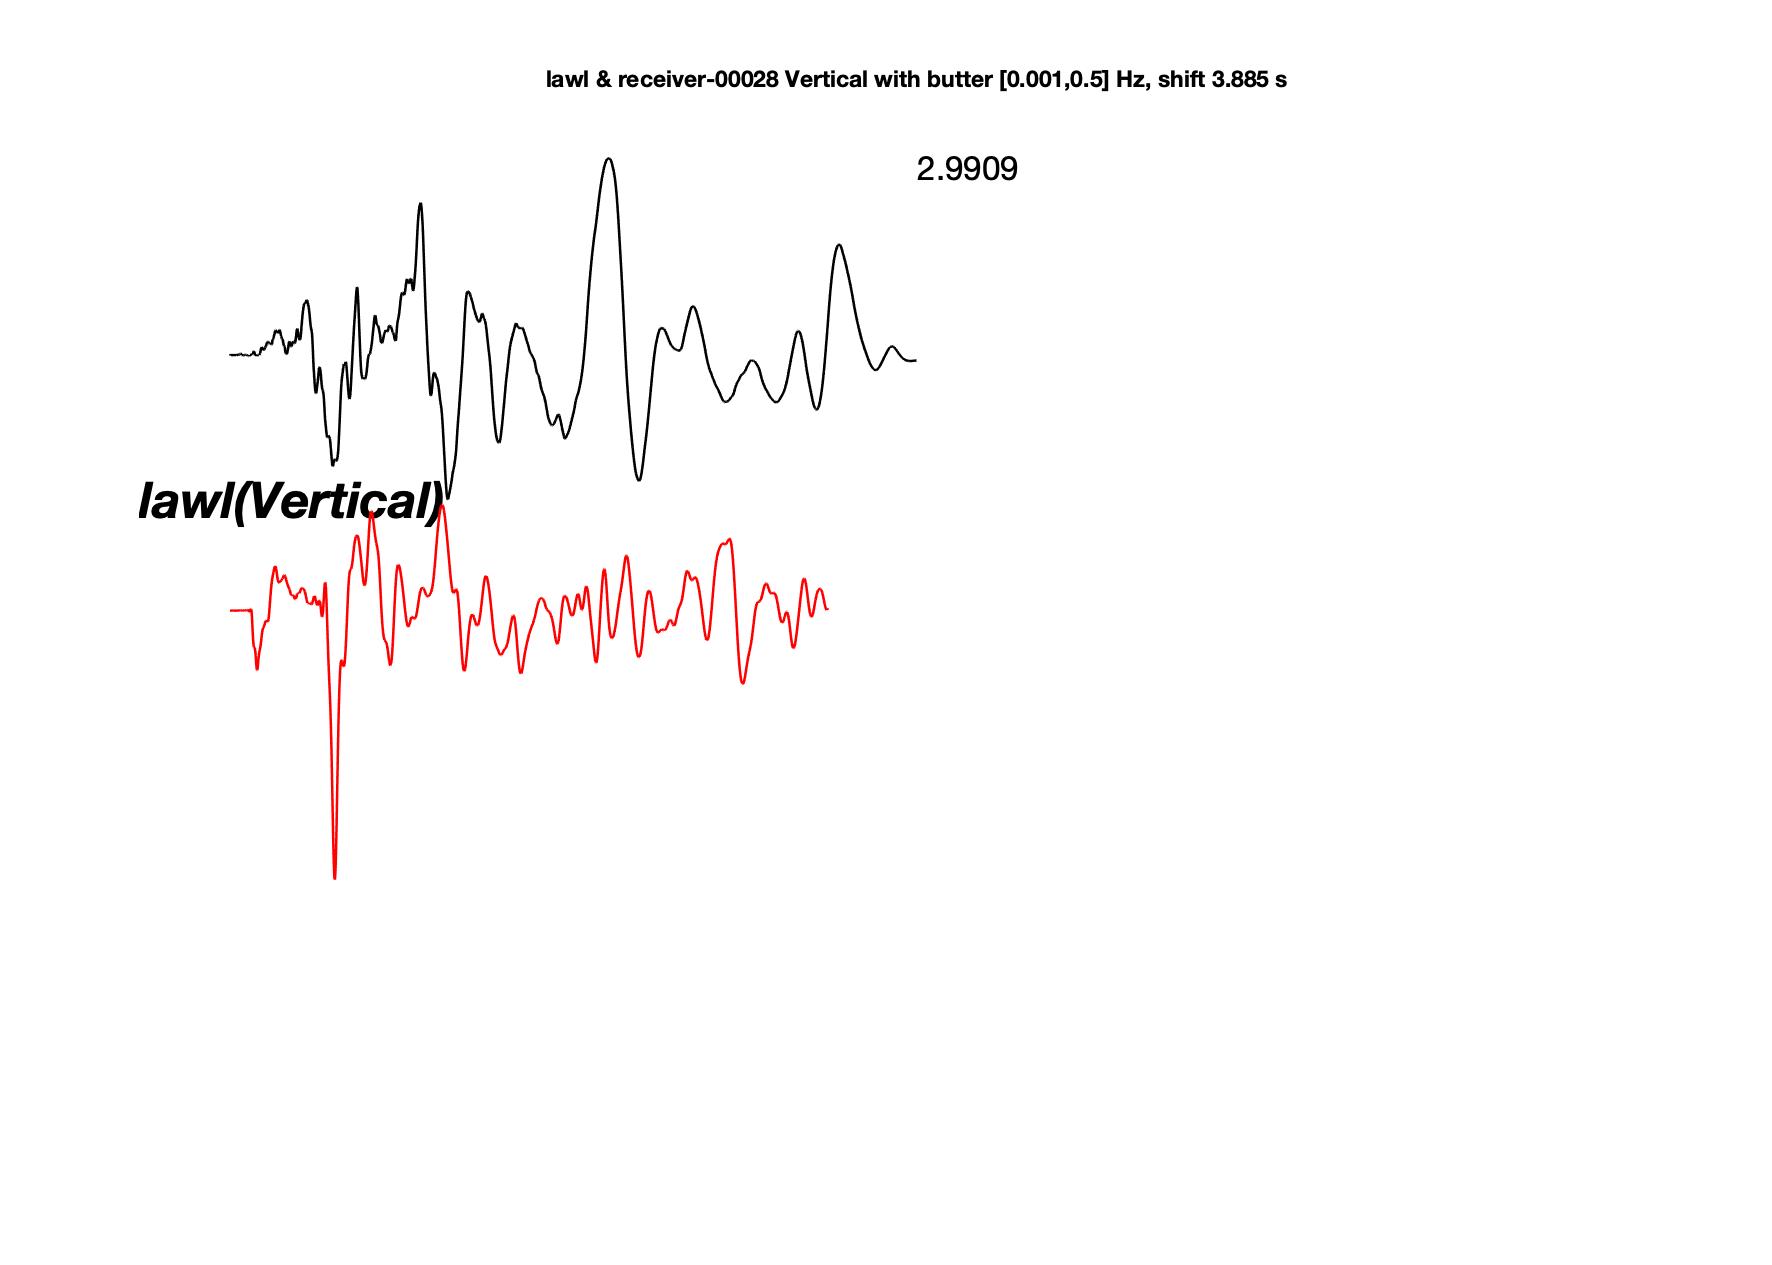 lawl & receiver-00028 Vertical with butter [0.001,0.5] Hz, shift 3.885 s
2.9909
lawl(Vertical)